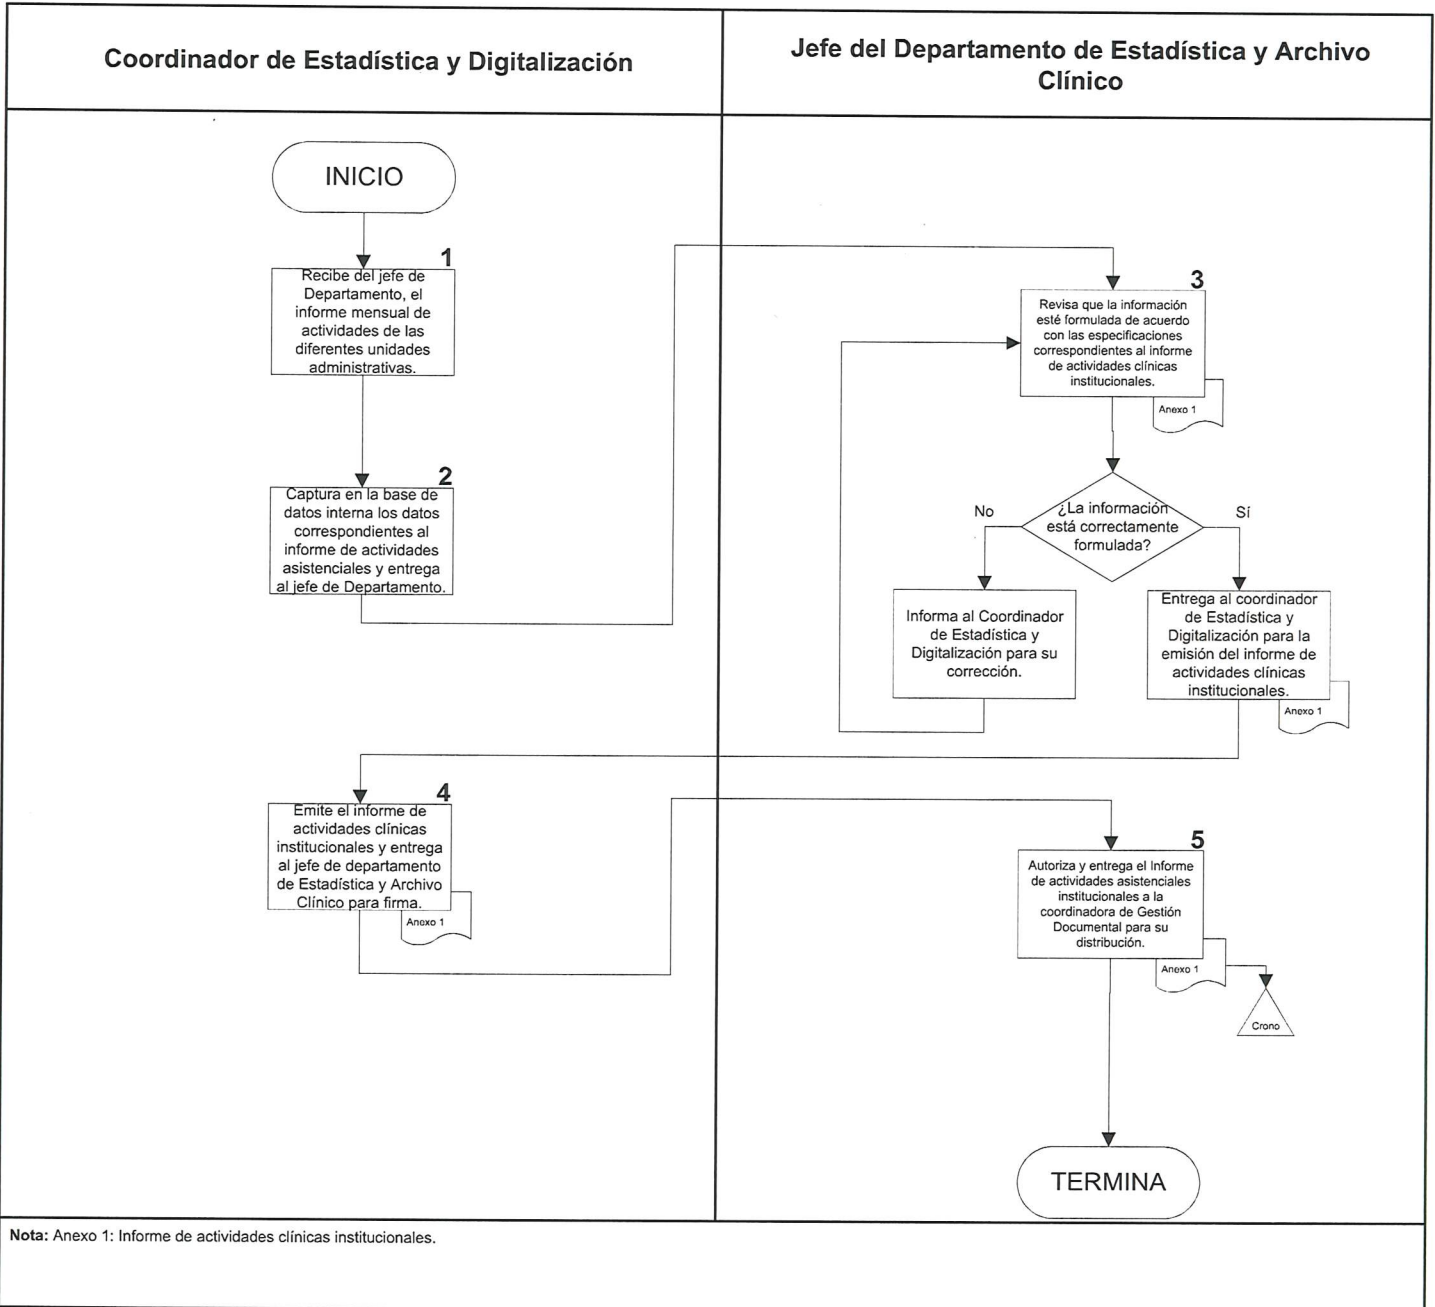 Coordinador de Estadística y Digitalización
Jefe del Departamento de Estadística y Archivo
Clínico
INICIO
1
Recibe del jefe de
Departamento, el
informe mensual de
actividades de las
diferentes unidades
administrativas.
2
Captura en la base de
datos interna los datos
correspondientes al
informe de actividades
asistenciales y entrega
al jefe de Departamento.
3
Revisa que la información
esté formulada de acuerdo
con las especificaciones
correspondientes al informe
de actividades clínicas
institucionales.
Anexo 1
¿La información
está correctamente
formulada?
No
Sí
Informa al Coordinador
de Estadística y
Digitalización para su
corrección.
Entrega al coordinador
de Estadística y
Digitalización para la
emisión del informe de
actividades clínicas
institucionales.
Anexo 1
4
Emite el informe de
actividades clínicas
institucionales y entrega
al jefe de departamento
de Estadística y Archivo
Clínico para firma.
Anexo 1
5
Autoriza y entrega el Informe
de actividades asistenciales
institucionales a la
coordinadora de Gestión
Documental para su
distribución.
Anexo 1
Crono
TERMINA
Nota: Anexo 1: Informe de actividades clínicas institucionales.